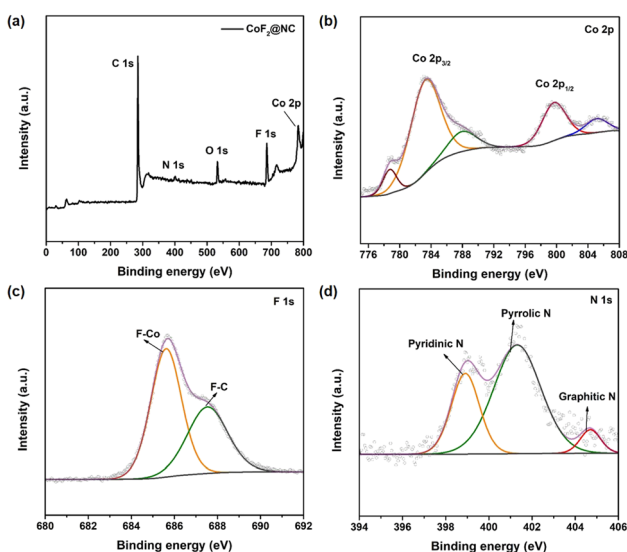 (a)
CoF2@NC
C 1s
N 1s
O 1s
F 1s
Co 2p
Intensity (a.u.)
0 100 200 300 400 500 600 700 800
Binding energy (eV)
(b)
Co 2p
Co 2p3/2
Co 2p1/2
Intensity (a.u.)
776 780 784 788 792 796 800 804 808
Binding energy (eV)
(c)
F 1s
F-Co
F-C
Intensity (a.u.)
680 682 684 686 688 690 692
Binding energy (eV)
(d)
N 1s
Pyrrolic N
Pyridinic N
Graphitic N
Intensity (a.u.)
394 396 398 400 402 404 406
Binding energy (eV)